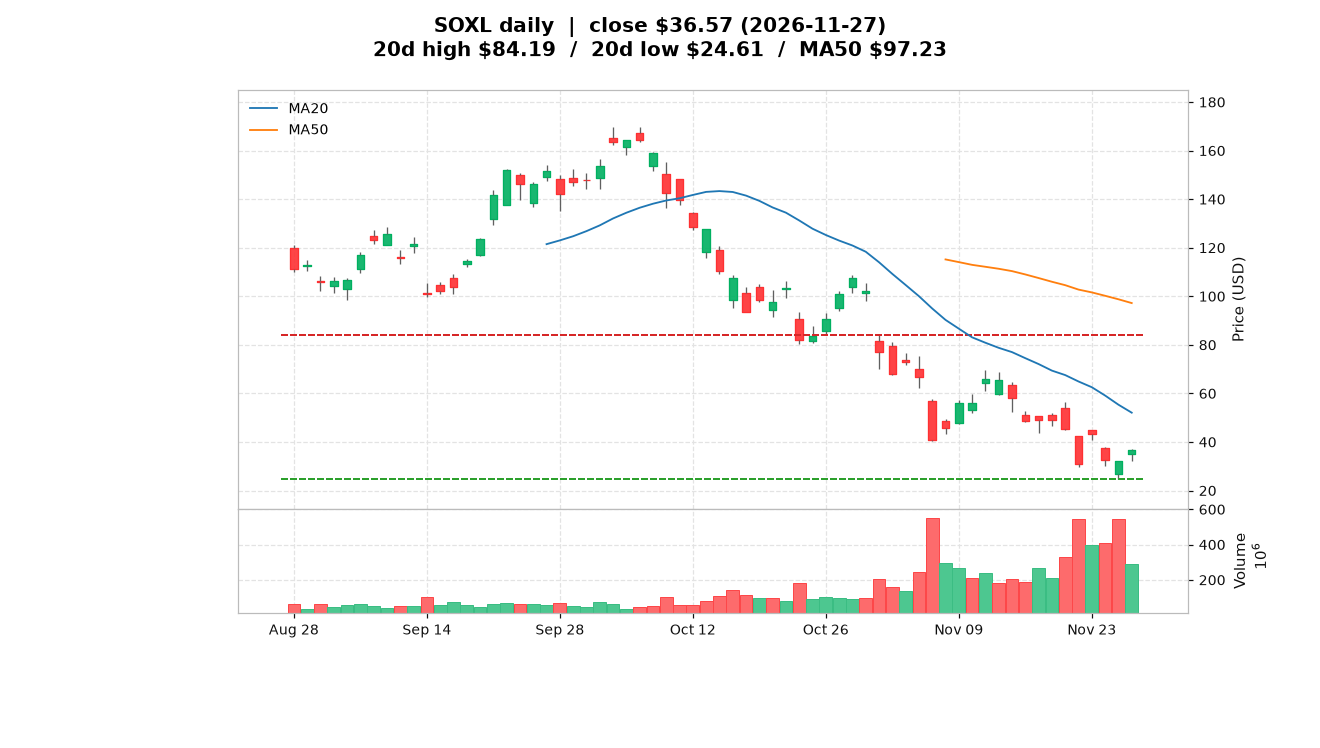 SOXL daily | close $36.57 (2026-11-27)
20d high $84.19 / 20d low $24.61 / MA50 $97.23
MA20
MA50
180
160
140
120
100
80
60
40
20
Price (USD)
600
400
200
Volume
10⁶
Aug 28
Sep 14
Sep 28
Oct 12
Oct 26
Nov 09
Nov 23